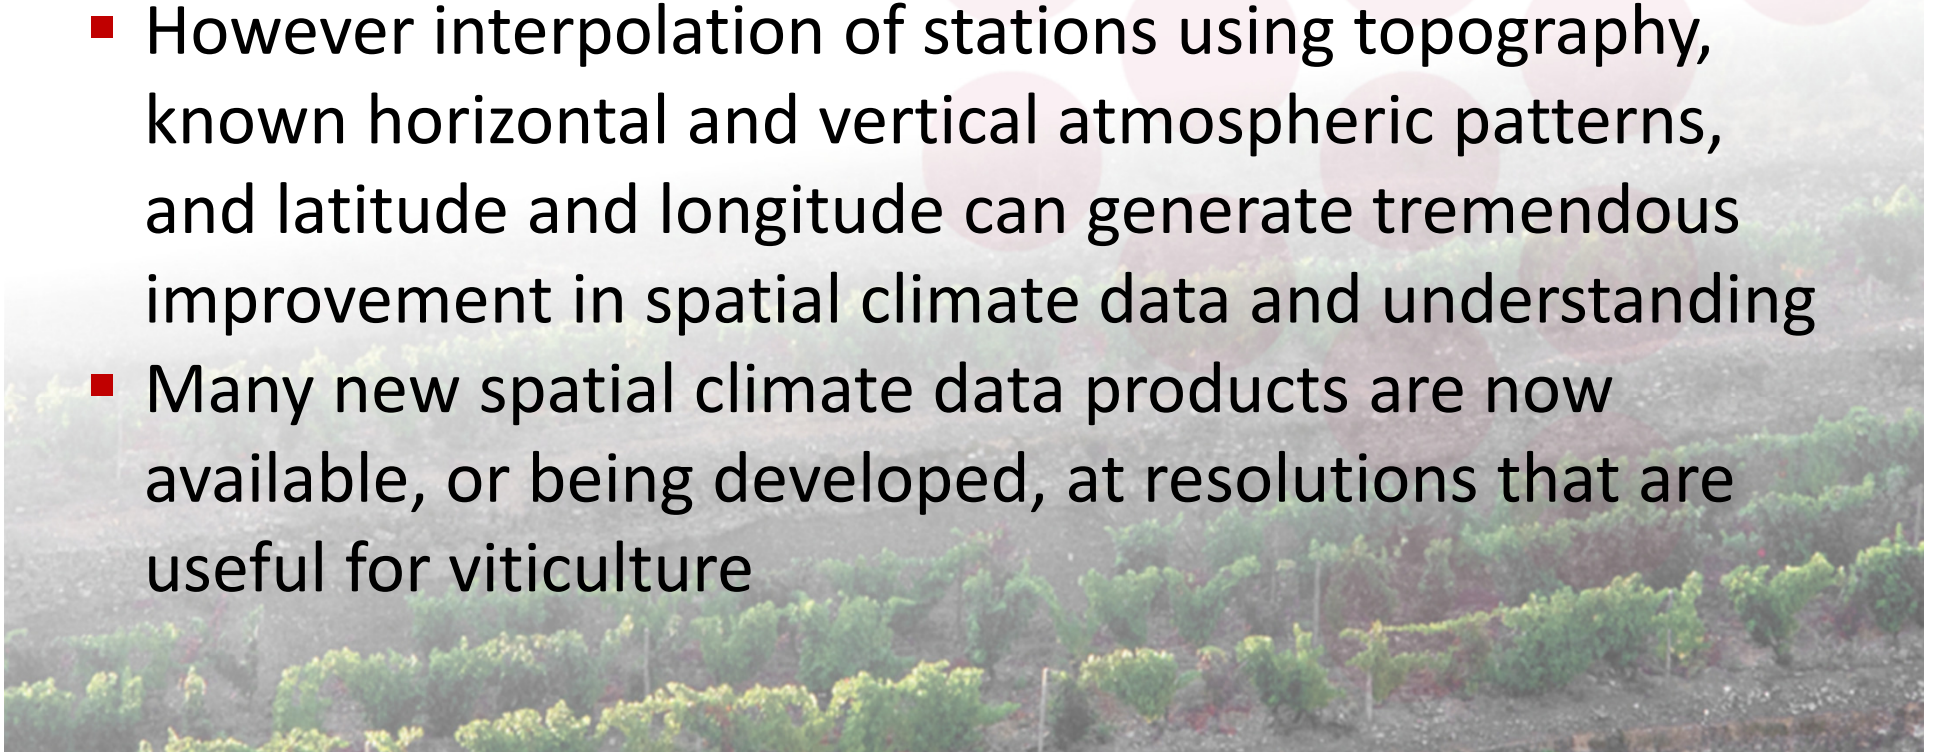 ▪ However interpolation of stations using topography,
known horizontal and vertical atmospheric patterns,
and latitude and longitude can generate tremendous
improvement in spatial climate data and understanding
▪ Many new spatial climate data products are now
available, or being developed, at resolutions that are
useful for viticulture